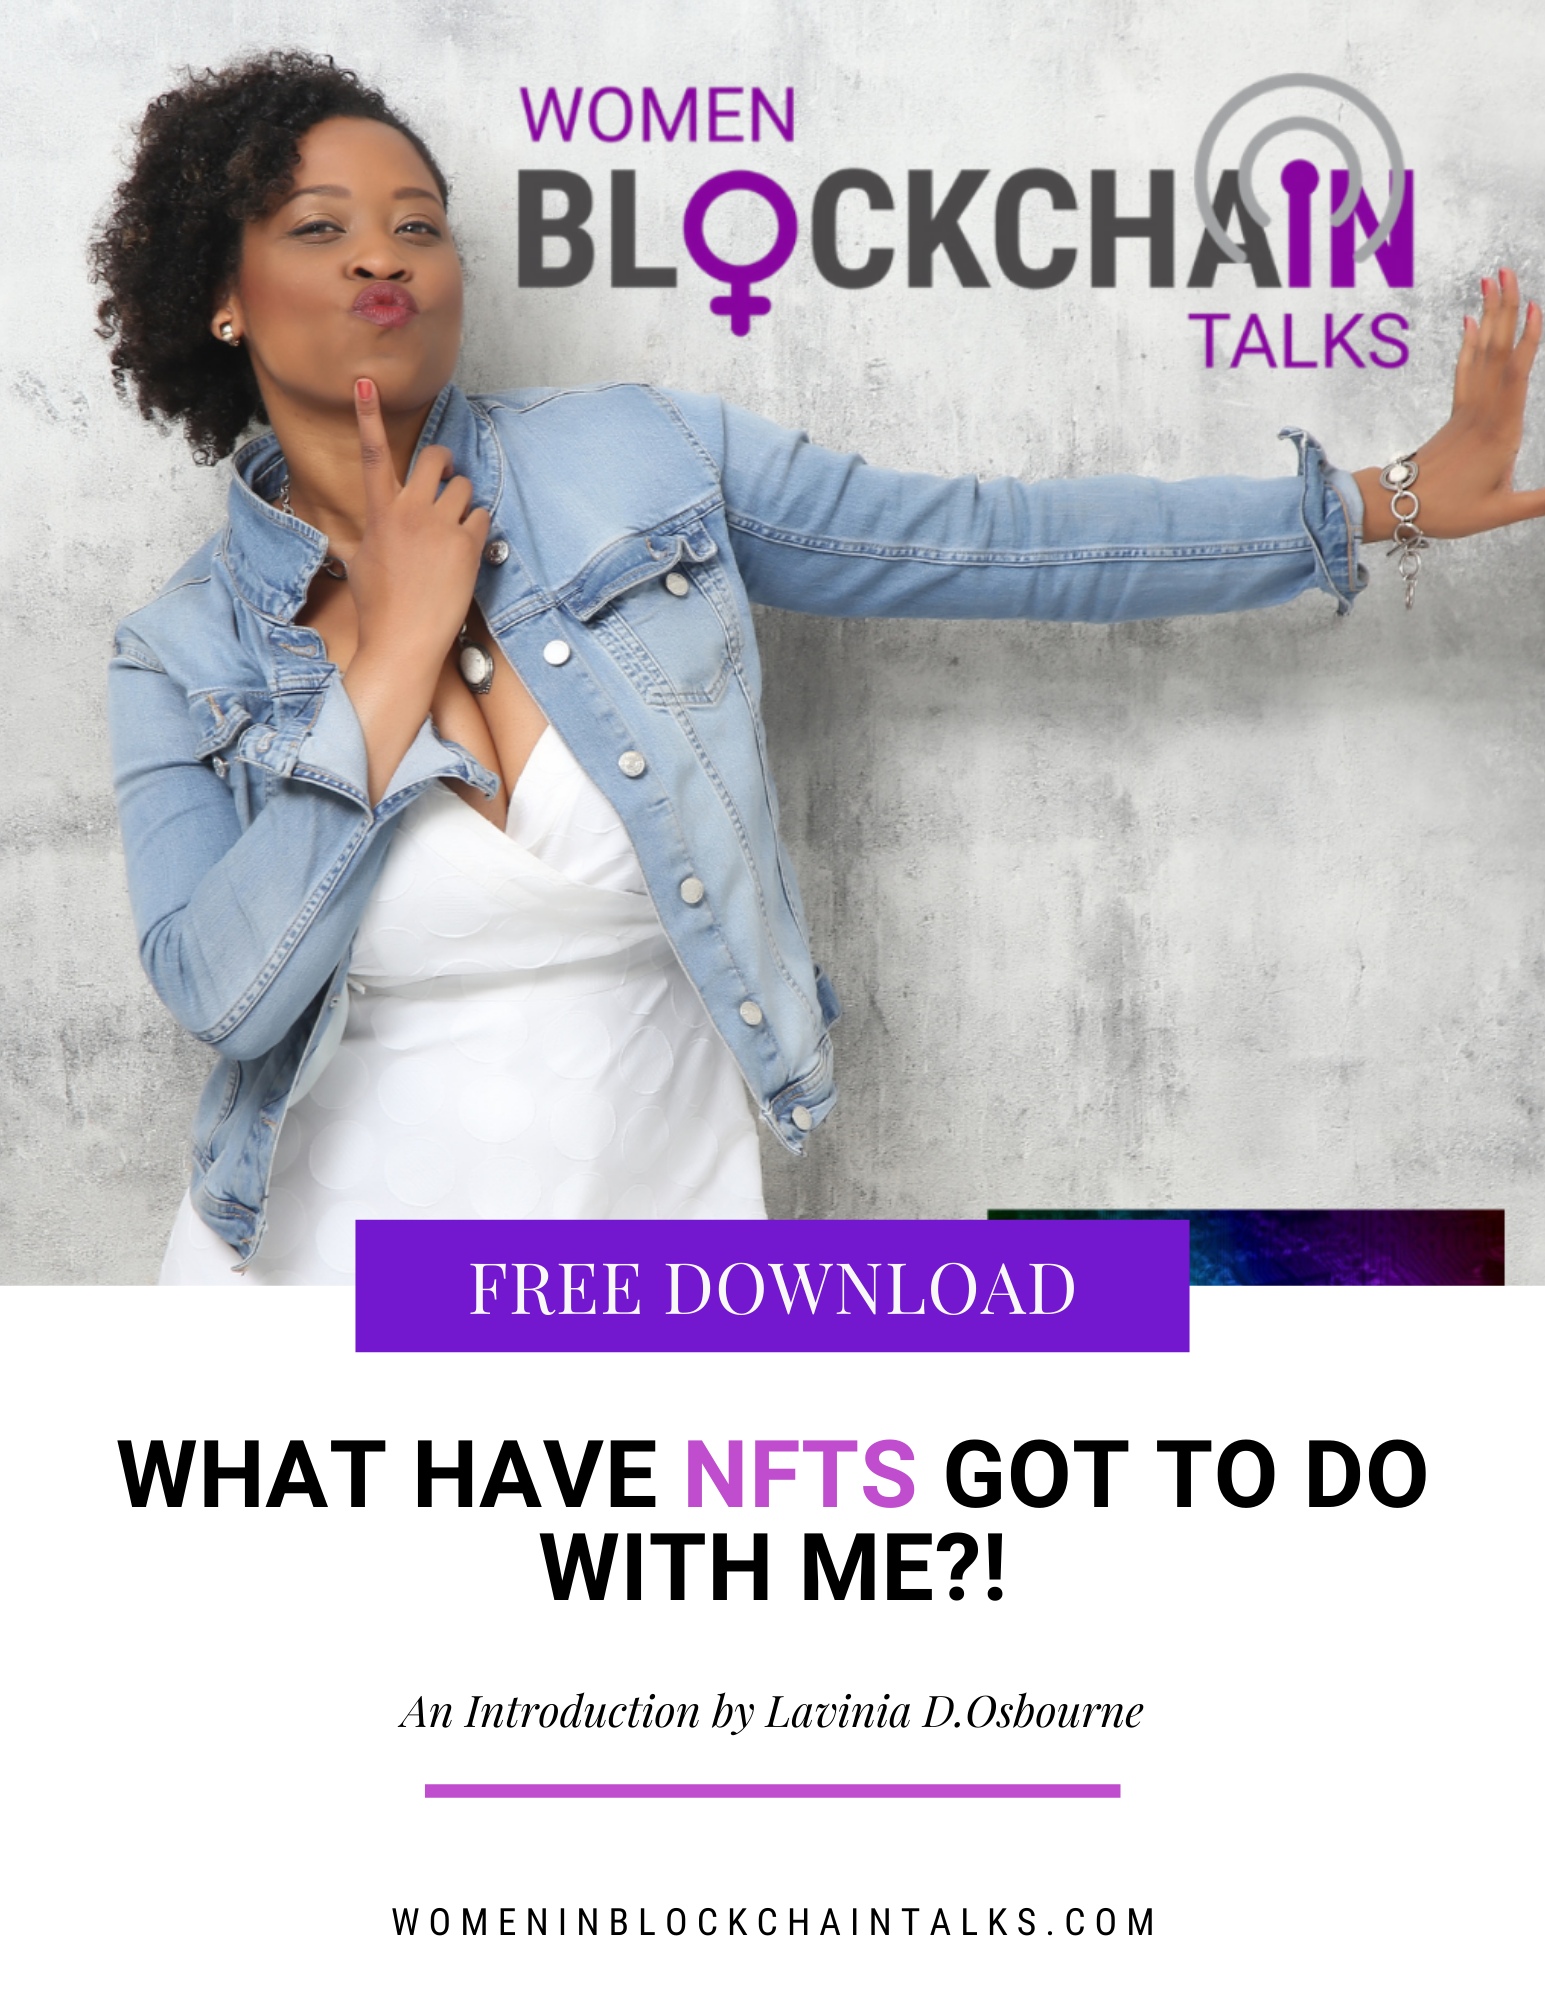 WOMEN
BLOCKCHAIN
TALKS
FREE DOWNLOAD
WHAT HAVE NFTS GOT TO DO
WITH ME?!
An Introduction by Lavinia D.Osbourne
WOMENINBLOCKCHAINTALKS.COM